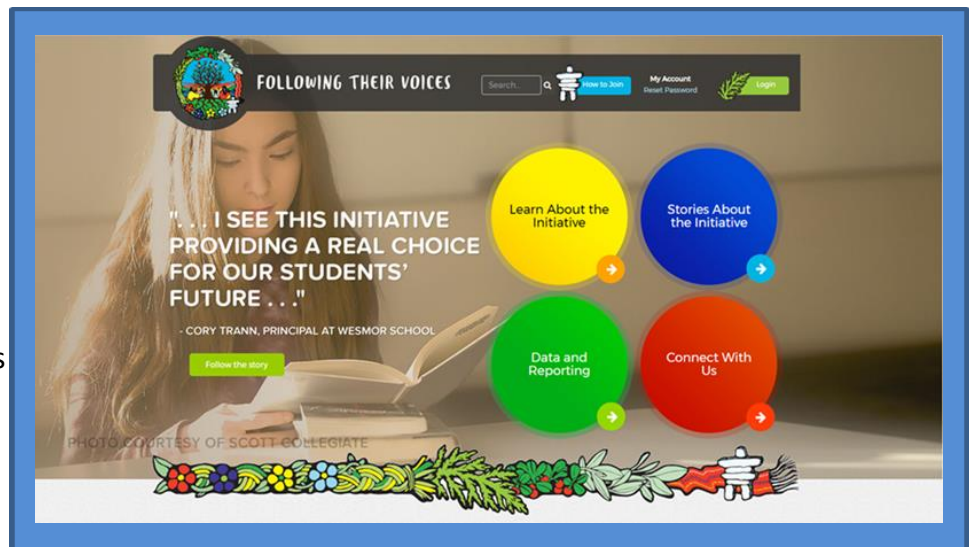 FOLLOWING THEIR VOICES
Search..
How to Join
My Account
Reset Password
Login
". . . I SEE THIS INITIATIVE
PROVIDING A REAL CHOICE
FOR OUR STUDENTS'
FUTURE . . ."
- CORY TRANN, PRINCIPAL AT WESMOR SCHOOL
Follow the story
Learn About the
Initiative
Stories About
the Initiative
Data and
Reporting
Connect With
Us
PHOTO COURTESY OF SCOTT COLLEGIATE
s